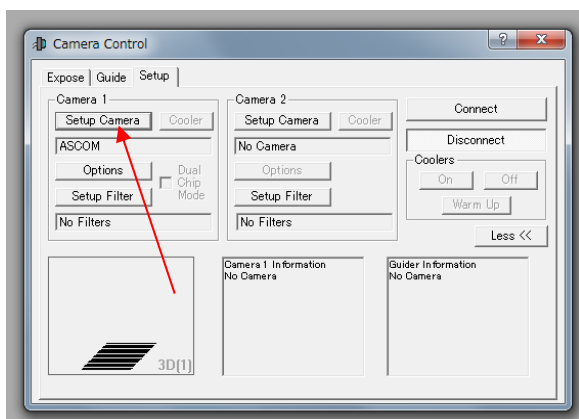 Camera Control
Expose Guide Setup
Camera 1
Setup Camera Cooler
ASCOM
Options
Dual Chip Mode
Setup Filter
No Filters
Camera 2
Setup Camera Cooler
No Camera
Options
Setup Filter
No Filters
Connect
Disconnect
Coolers
On Off
Warm Up
Less <<
3D[1]
Camera 1 Information
No Camera
Guider Information
No Camera